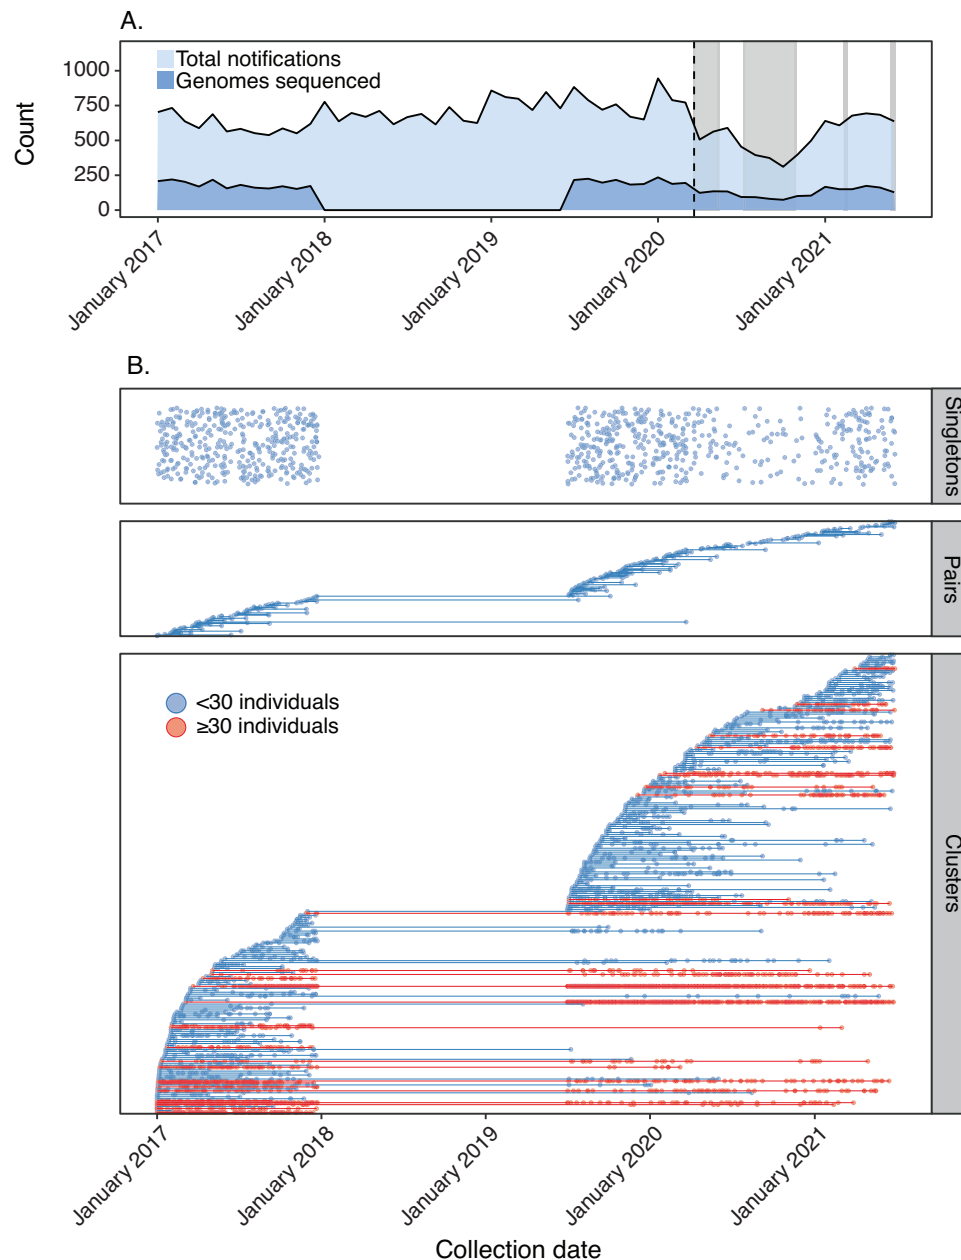 A.
Total notifications
Genomes sequenced
1000
750
500
250
0
Count
January 2017
January 2018
January 2019
January 2020
January 2021
B.
Singletons
Pairs
<30 individuals
≥30 individuals
Clusters
January 2017
January 2018
January 2019
January 2020
January 2021
Collection date